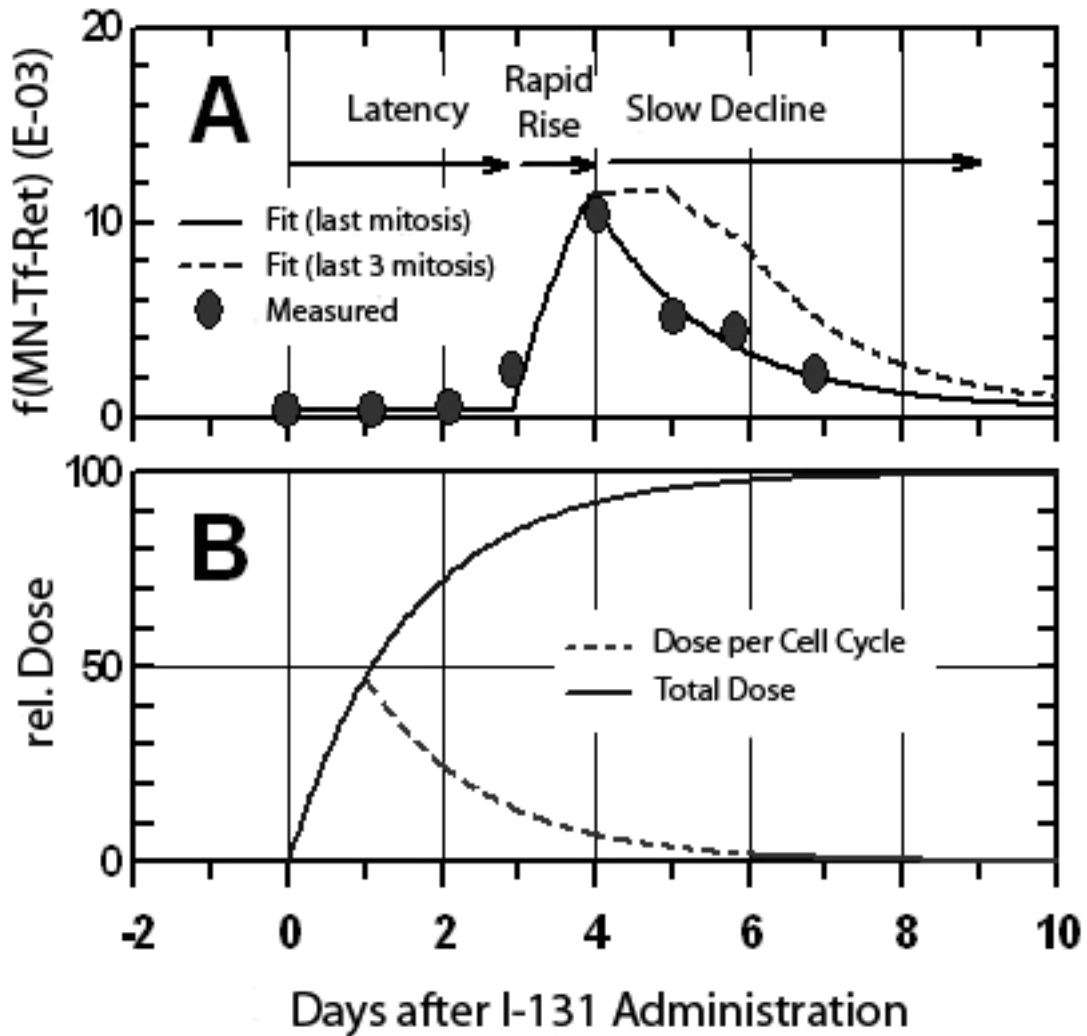 f(MN-Tf-Ret) (E-03)
20
10
0
A
Latency
Rapid
Rise
Slow Decline
Fit (last mitosis)
Fit (last 3 mitosis)
Measured
rel. Dose
100
50
0
B
Dose per Cell Cycle
Total Dose
-2 0 2 4 6 8 10
Days after I-131 Administration